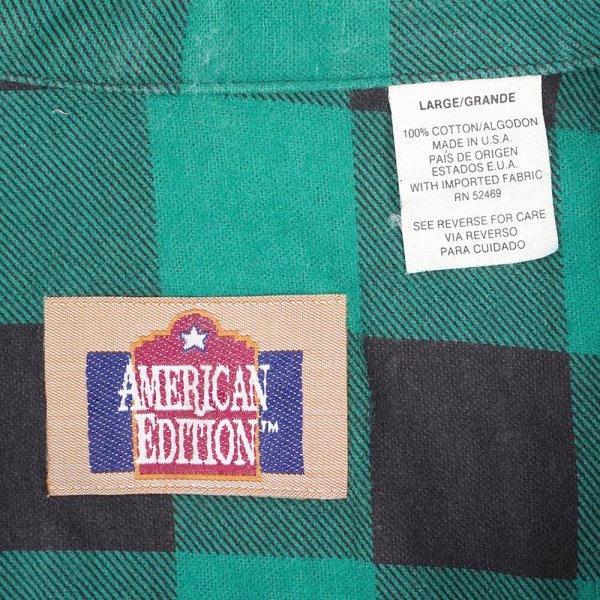 LARGE/GRANDE
100% COTTON/ALGODON
MADE IN U.S.A.
PAÍS DE ORIGEN
ESTADOS E.U.A.
WITH IMPORTED FABRIC
RN 52469
SEE REVERSE FOR CARE
VIA REVERSO
PARA CUIDADO
AMERICAN
EDITION™